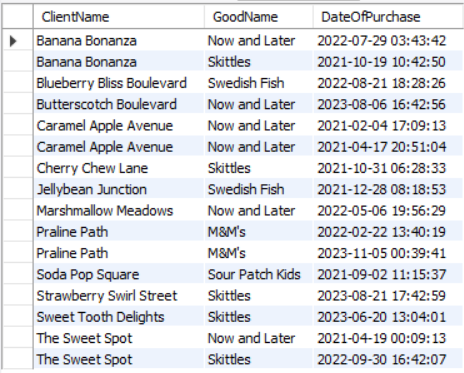 ClientName GoodName DateOfPurchase
Banana Bonanza Now and Later 2022-07-29 03:43:42
Banana Bonanza Skittles 2021-10-19 10:42:50
Blueberry Bliss Boulevard Swedish Fish 2022-08-21 18:28:26
Butterscotch Boulevard Now and Later 2023-08-06 16:42:56
Caramel Apple Avenue Now and Later 2021-02-04 17:09:13
Caramel Apple Avenue Now and Later 2021-04-17 20:51:04
Cherry Chew Lane Skittles 2021-10-31 06:28:33
Jellybean Junction Swedish Fish 2021-12-28 08:18:53
Marshmallow Meadows Now and Later 2022-05-06 19:56:29
Praline Path M&M's 2022-02-22 13:40:19
Praline Path M&M's 2023-11-05 00:39:41
Soda Pop Square Sour Patch Kids 2021-09-02 11:15:37
Strawberry Swirl Street Skittles 2023-08-21 17:42:59
Sweet Tooth Delights Skittles 2023-06-20 13:04:01
The Sweet Spot Now and Later 2021-04-19 00:09:13
The Sweet Spot Skittles 2022-09-30 16:42:07